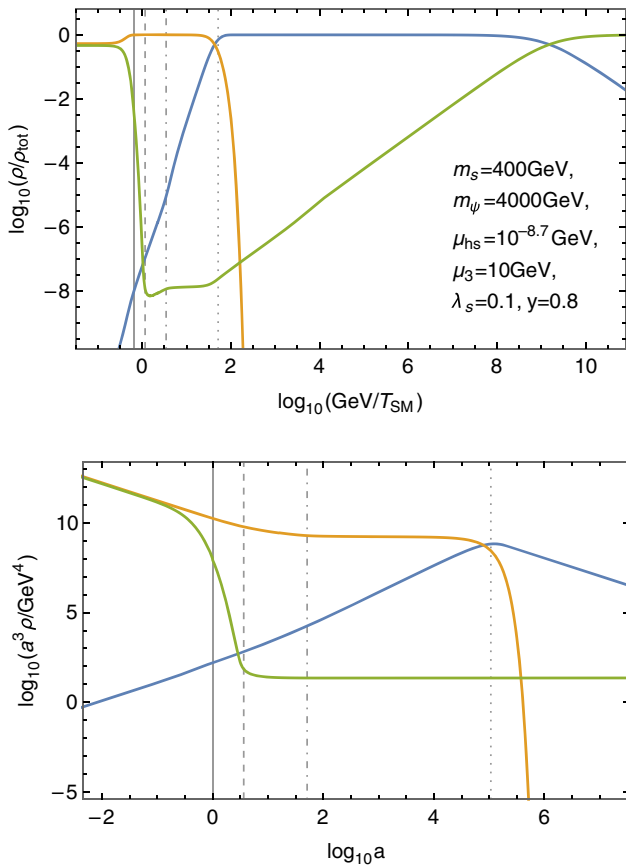 log₁₀(ρ/ρtot)
0
−2
−4
−6
−8
mₛ=400GeV,
mψ=4000GeV,
μhs=10⁻⁸·⁷GeV,
μ₃=10GeV,
λₛ=0.1, y=0.8
0 2 4 6 8 10
log₁₀(GeV/T_SM)
log₁₀(a³ρ/GeV⁴)
10
5
0
−5
−2 0 2 4 6
log₁₀a